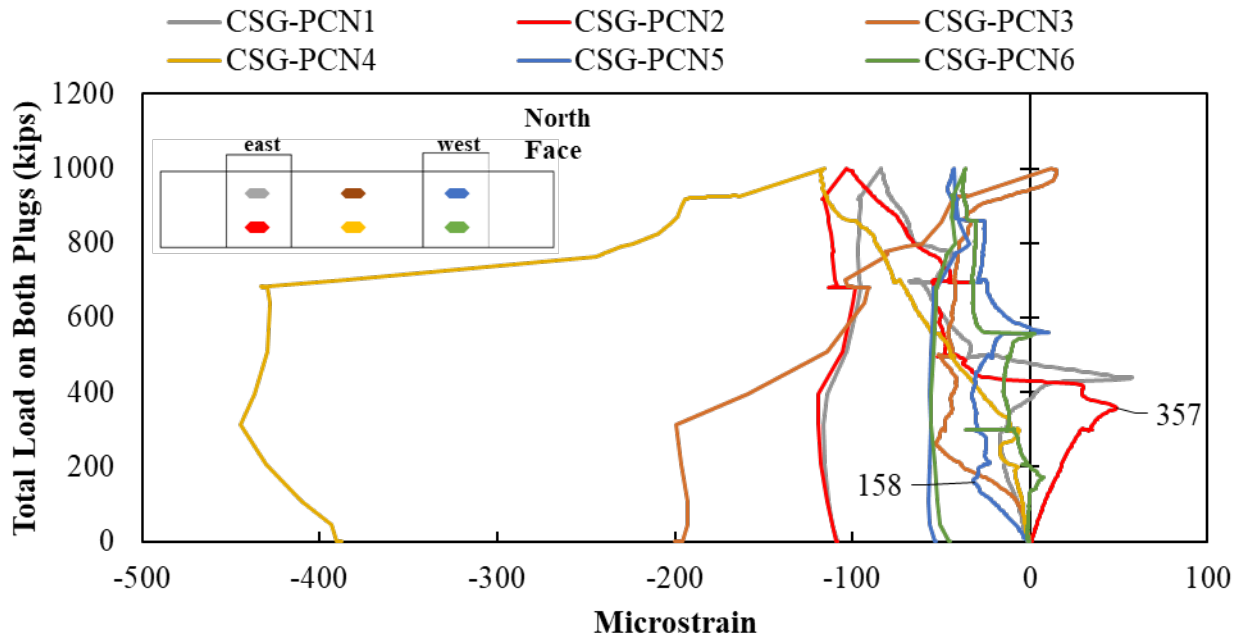 CSG-PCN1 CSG-PCN2 CSG-PCN3
CSG-PCN4 CSG-PCN5 CSG-PCN6
Total Load on Both Plugs (kips)
1200
1000
800
600
400
200
0
North
Face
east west
357
158
-500 -400 -300 -200 -100 0 100
Microstrain